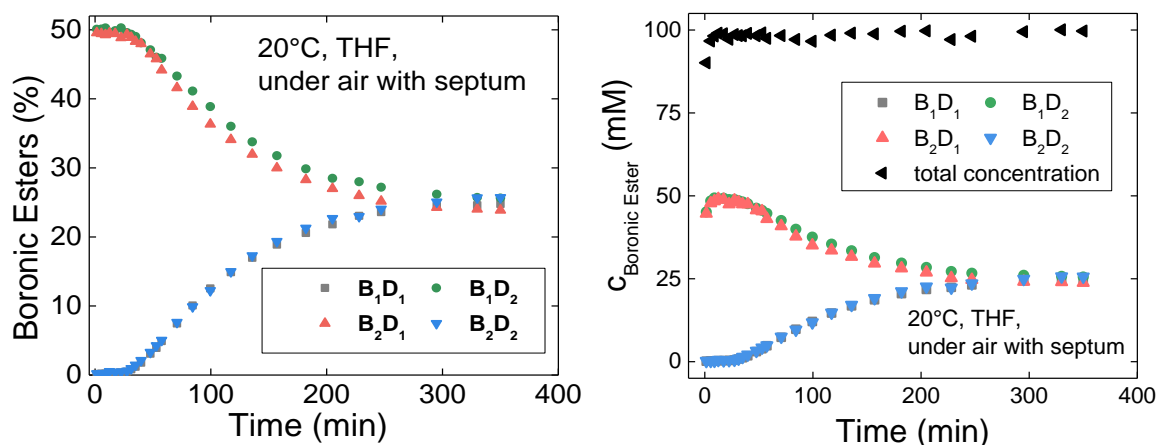 50
40
30
20
10
0
Boronic Esters (%)
20°C, THF,
under air with septum
B1D1 B1D2
B2D1 B2D2
0 100 200 300 400
Time (min)
100
75
50
25
0
cBoronic Ester (mM)
B1D1 B1D2
B2D1 B2D2
total concentration
20°C, THF,
under air with septum
0 100 200 300 400
Time (min)